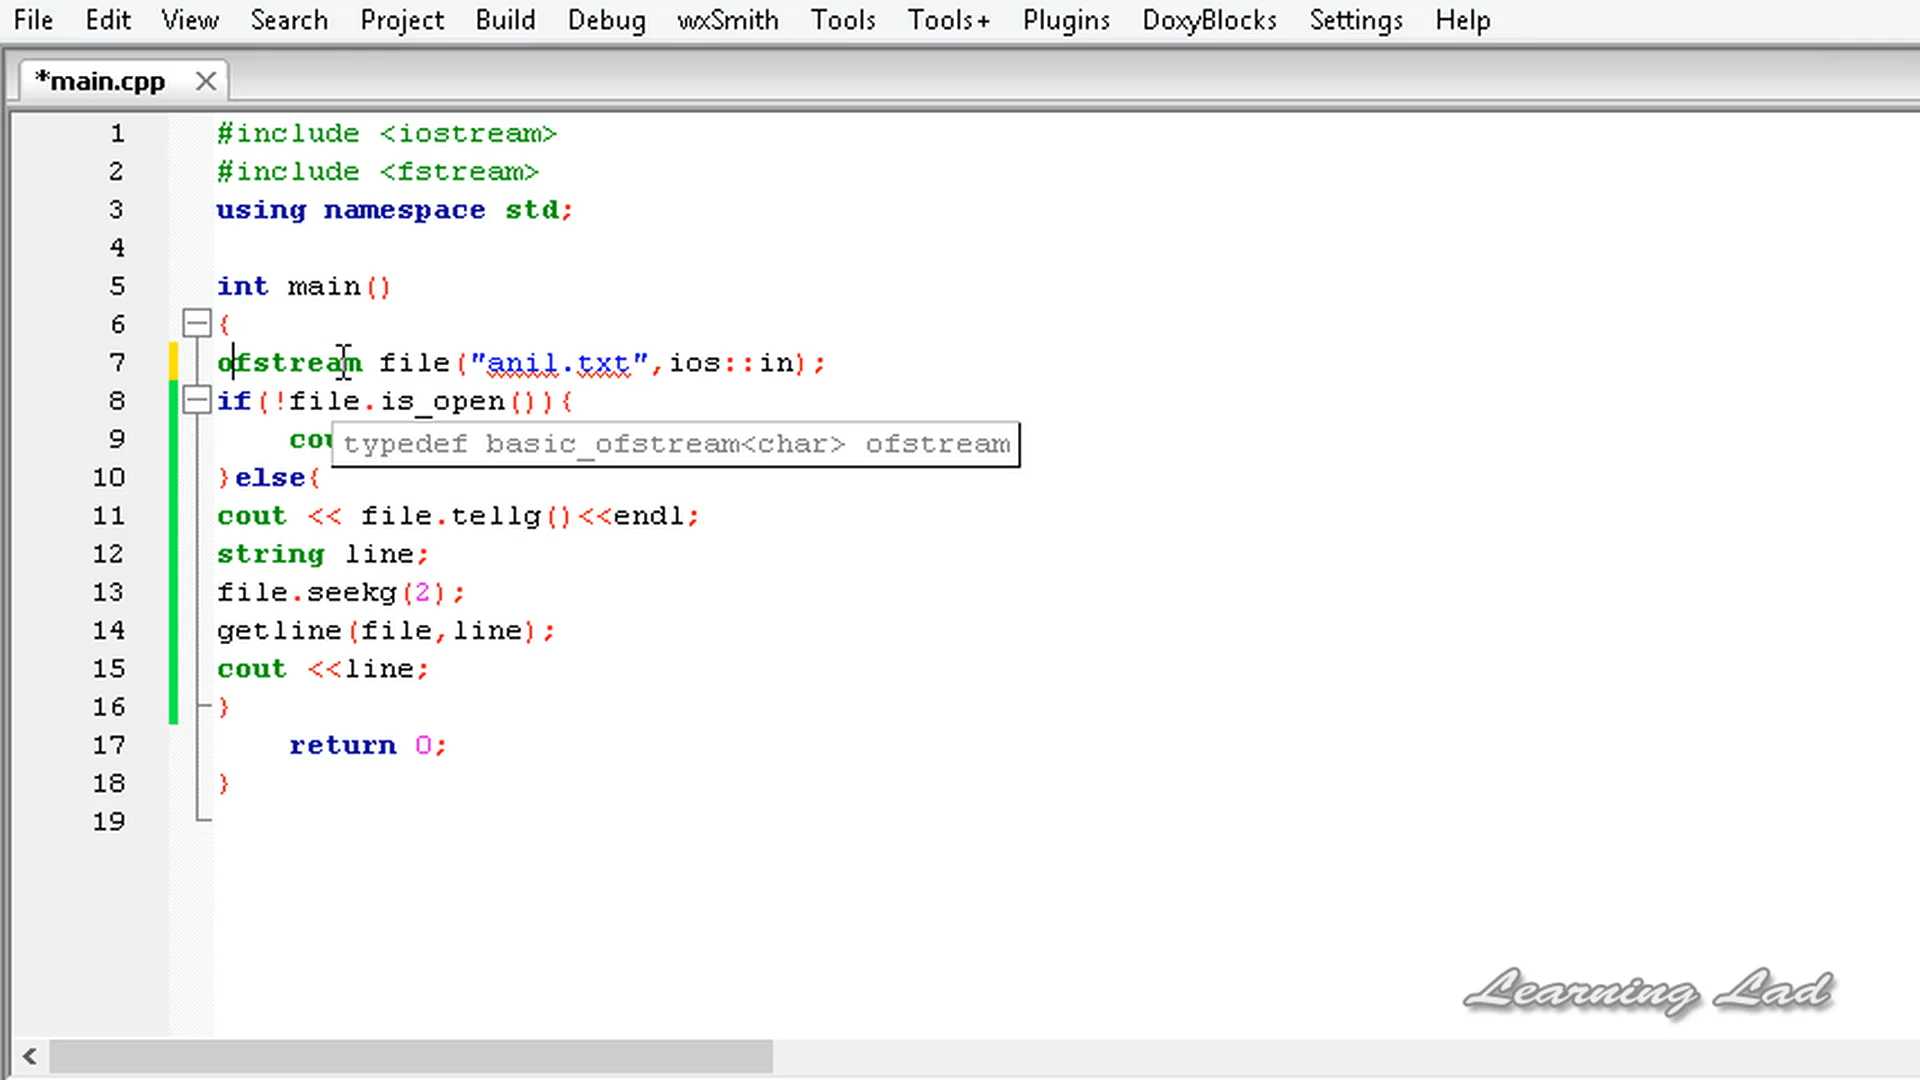 File Edit View Search Project Build Debug wxSmith Tools Tools+ Plugins DoxyBlocks Settings Help
*main.cpp
1 #include <iostream>
2 #include <fstream>
3 using namespace std;
4
5 int main()
6 {
7 ofstream file("anil.txt",ios::in);
8 if(!file.is_open()){
9 cou
typedef basic_ofstream<char> ofstream
10 }else{
11 cout << file.tellg()<<endl;
12 string line;
13 file.seekg(2);
14 getline(file,line);
15 cout <<line;
16 }
17 return 0;
18 }
19
Learning Lad